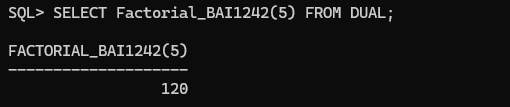 SQL> SELECT Factorial_BAI1242(5) FROM DUAL;
FACTORIAL_BAI1242(5)
--------------------
120